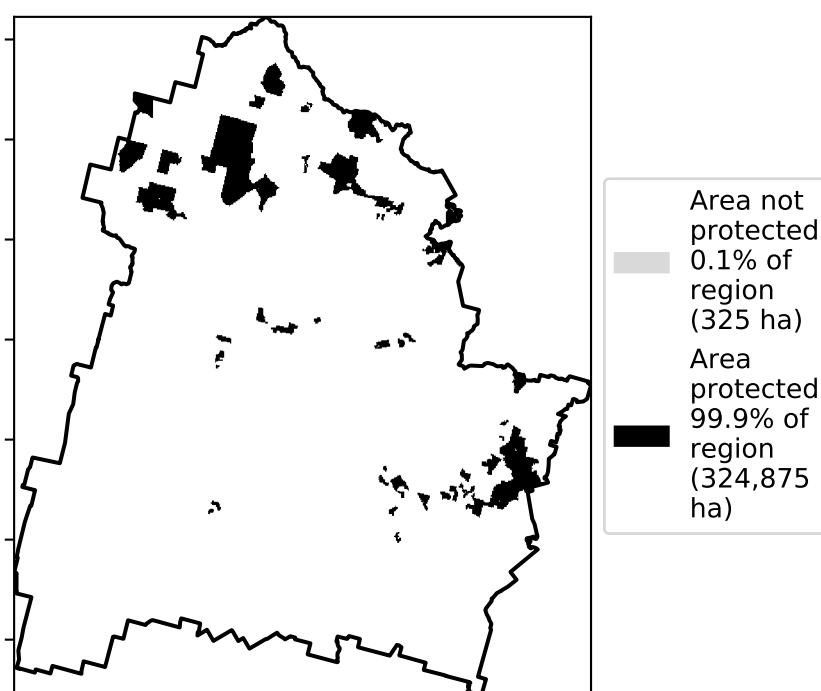 Area not
protected
0.1% of
region
(325 ha)
Area
protected
99.9% of
region
(324,875
ha)